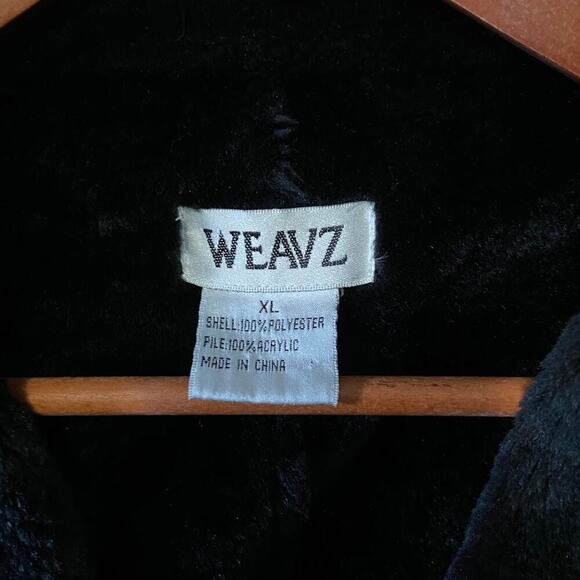 WEAVZ
XL
SHELL:100%POLYESTER
PILE:100%ACRYLIC
MADE IN CHINA